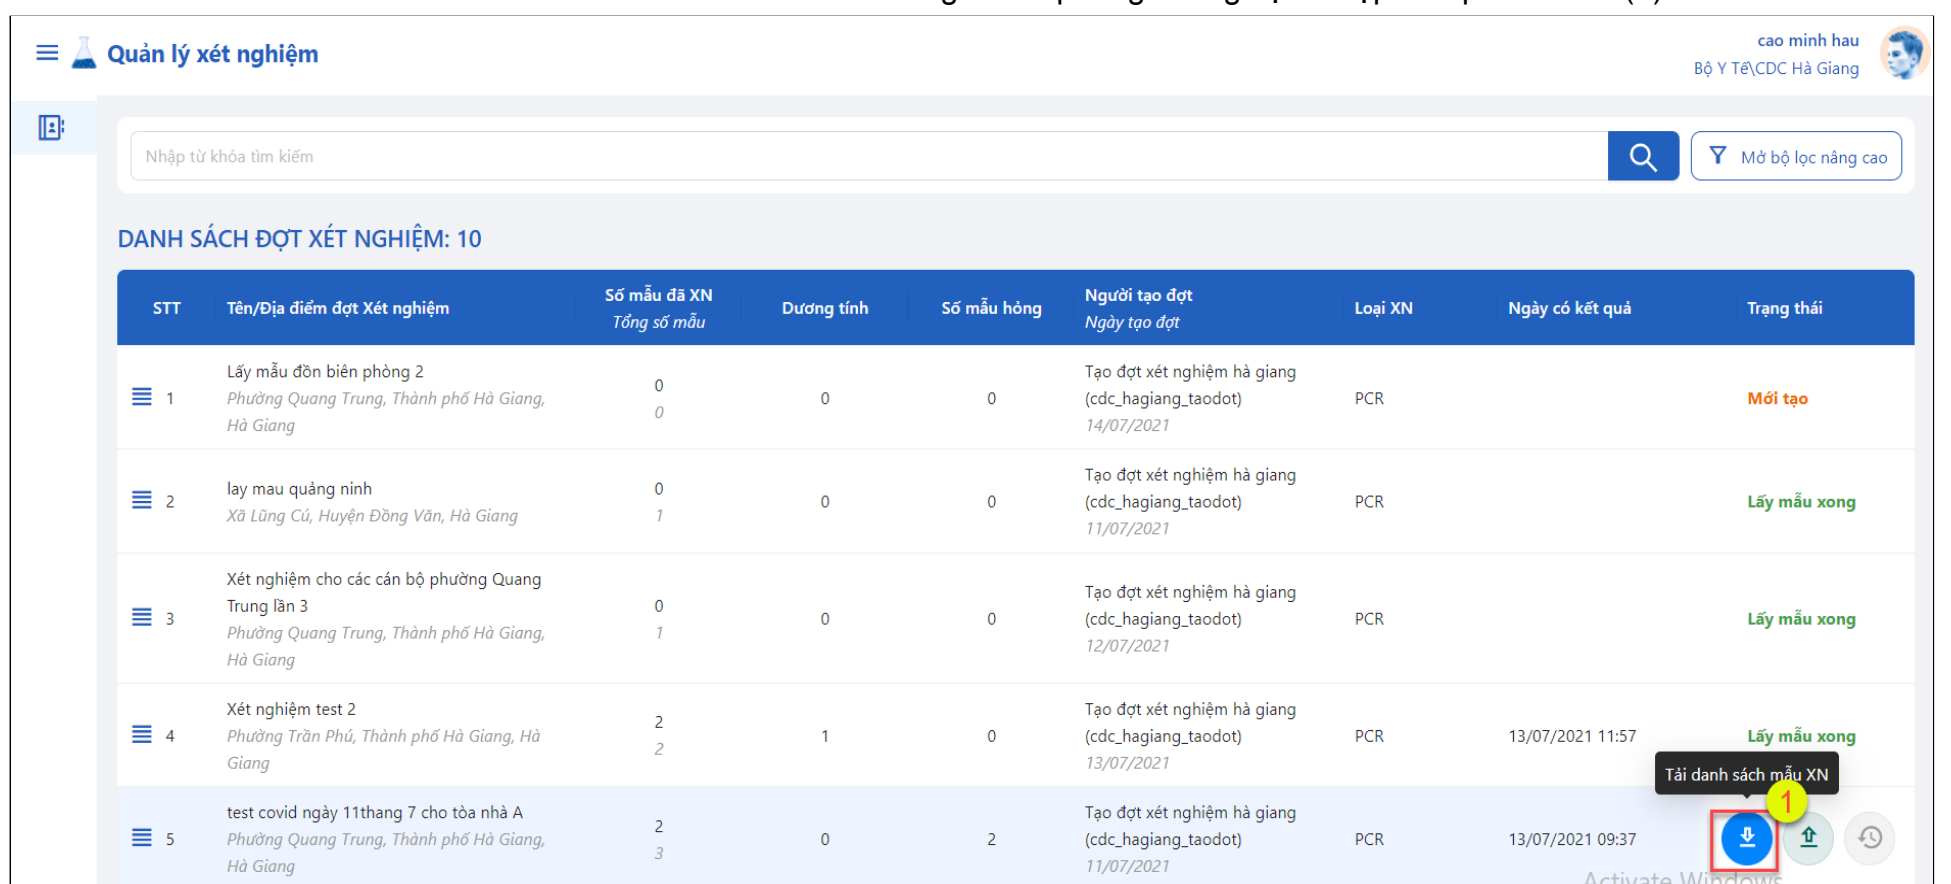 Quản lý xét nghiệm
cao minh hau
Bộ Y Tế\CDC Hà Giang
Nhập từ khóa tìm kiếm
Mở bộ lọc nâng cao
DANH SÁCH ĐỢT XÉT NGHIỆM: 10
STT
Tên/Địa điểm đợt Xét nghiệm
Số mẫu đã XN
Tổng số mẫu
Dương tính
Số mẫu hỏng
Người tạo đợt
Ngày tạo đợt
Loại XN
Ngày có kết quả
Trạng thái
1
Lấy mẫu đồn biên phòng 2
Phường Quang Trung, Thành phố Hà Giang,
Hà Giang
0
0
0
0
Tạo đợt xét nghiệm hà giang
(cdc_hagiang_taodot)
14/07/2021
PCR
Mới tạo
2
lay mau quảng ninh
Xã Lũng Cú, Huyện Đồng Văn, Hà Giang
0
1
0
0
Tạo đợt xét nghiệm hà giang
(cdc_hagiang_taodot)
11/07/2021
PCR
Lấy mẫu xong
3
Xét nghiệm cho các cán bộ phường Quang
Trung lần 3
Phường Quang Trung, Thành phố Hà Giang,
Hà Giang
0
1
0
0
Tạo đợt xét nghiệm hà giang
(cdc_hagiang_taodot)
12/07/2021
PCR
Lấy mẫu xong
4
Xét nghiệm test 2
Phường Trần Phú, Thành phố Hà Giang, Hà
Giang
2
2
1
0
Tạo đợt xét nghiệm hà giang
(cdc_hagiang_taodot)
13/07/2021
PCR
13/07/2021 11:57
Lấy mẫu xong
Tải danh sách mẫu XN
1
5
test covid ngày 11thang 7 cho tòa nhà A
Phường Quang Trung, Thành phố Hà Giang,
Hà Giang
2
3
0
2
Tạo đợt xét nghiệm hà giang
(cdc_hagiang_taodot)
11/07/2021
PCR
13/07/2021 09:37
Activate Windows